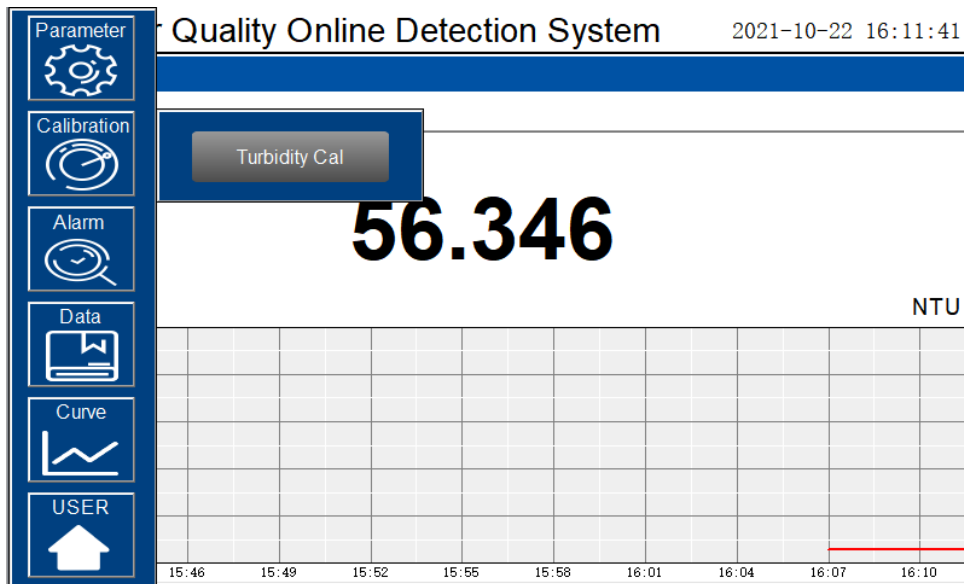 Parameter
r Quality Online Detection System
2021-10-22 16:11:41
Calibration
Turbidity Cal
Alarm
56.346
Data
NTU
Curve
USER
15:46 15:49 15:52 15:55 15:58 16:01 16:04 16:07 16:10